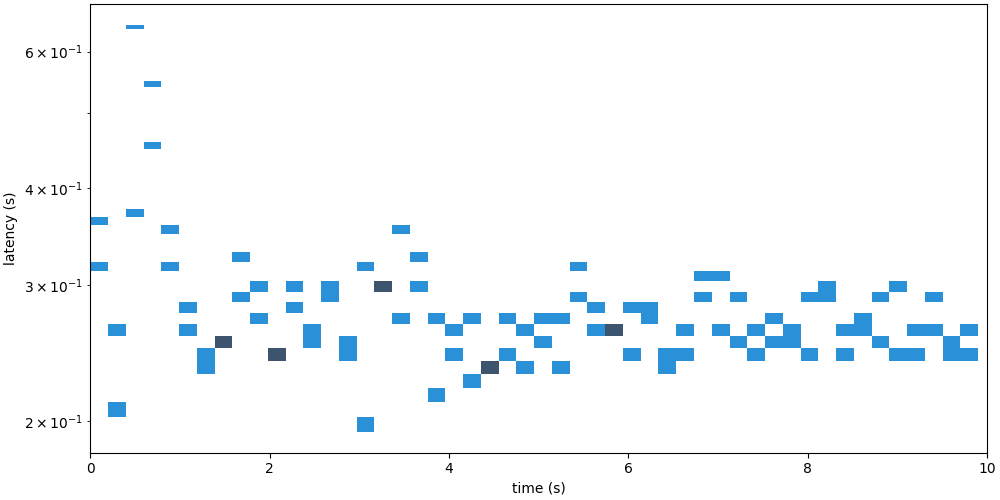 6 × 10⁻¹
4 × 10⁻¹
3 × 10⁻¹
2 × 10⁻¹
latency (s)
0 2 4 6 8 10
time (s)